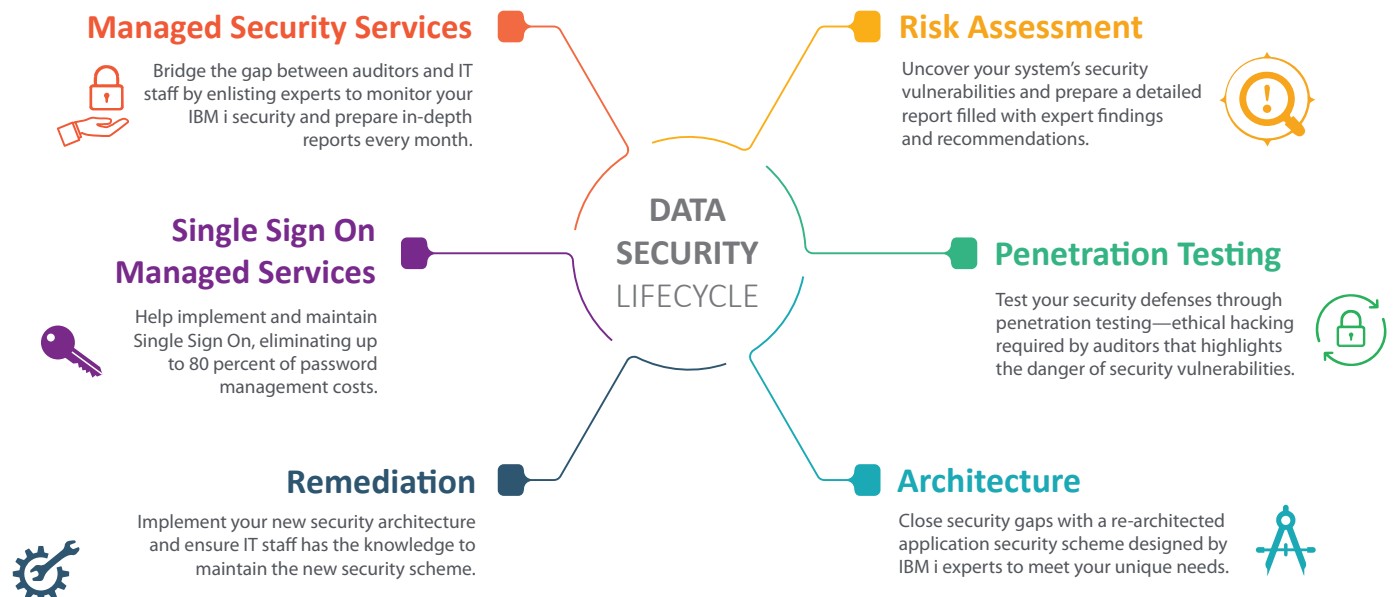 Managed Security Services
Bridge the gap between auditors and IT
staff by enlisting experts to monitor your
IBM i security and prepare in-depth
reports every month.
Risk Assessment
Uncover your system's security
vulnerabilities and prepare a detailed
report filled with expert findings
and recommendations.
DATA
SECURITY
LIFECYCLE
Single Sign On
Managed Services
Help implement and maintain
Single Sign On, eliminating up
to 80 percent of password
management costs.
Penetration Testing
Test your security defenses through
penetration testing—ethical hacking
required by auditors that highlights
the danger of security vulnerabilities.
Remediation
Implement your new security architecture
and ensure IT staff has the knowledge to
maintain the new security scheme.
Architecture
Close security gaps with a re-architected
application security scheme designed by
IBM i experts to meet your unique needs.